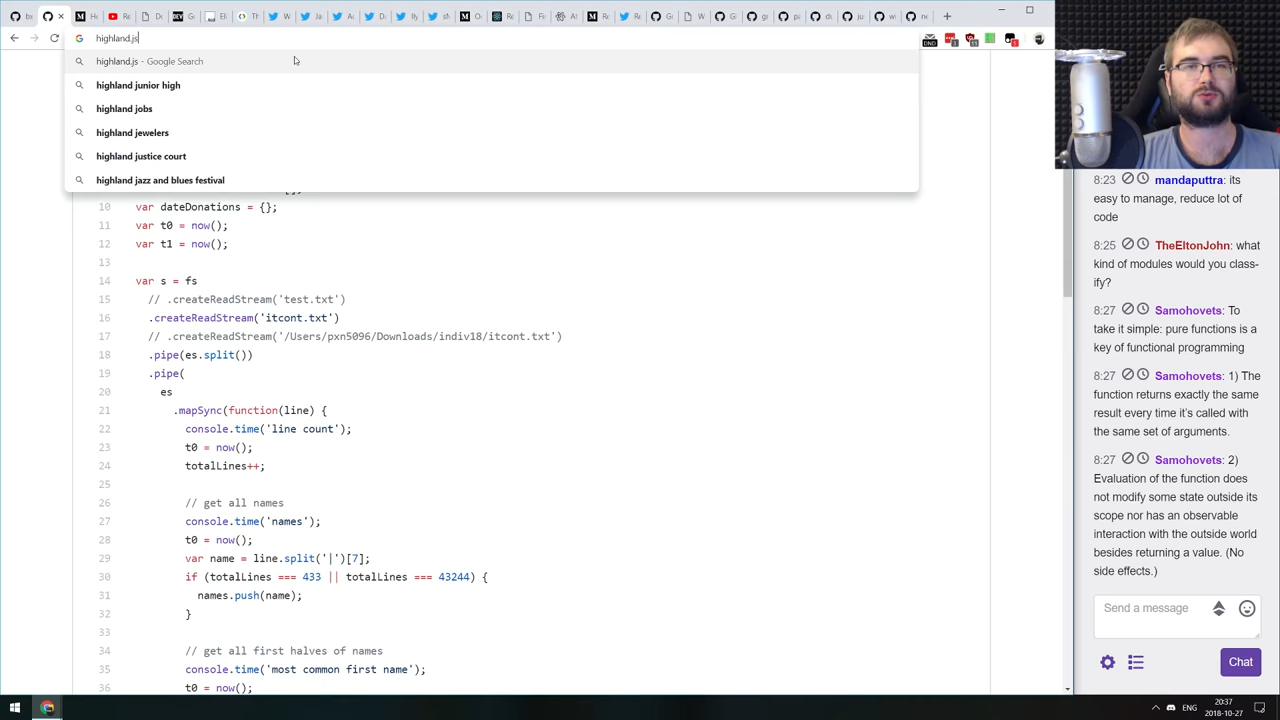 highland.js
highland.js - Google Search
highland junior high
highland jobs
highland jewelers
highland justice court
highland jazz and blues festival
10 var dateDonations = {};
11 var t0 = now();
12 var t1 = now();
13
14 var s = fs
15 // .createReadStream('test.txt')
16 .createReadStream('itcont.txt')
17 // .createReadStream('/Users/pxn5096/Downloads/indiv18/itcont.txt')
18 .pipe(es.split())
19 .pipe(
20 es
21 .mapSync(function(line) {
22 console.time('line count');
23 t0 = now();
24 totalLines++;
25
26 // get all names
27 console.time('names');
28 t0 = now();
29 var name = line.split('|')[7];
30 if (totalLines === 433 || totalLines === 43244) {
31 names.push(name);
32 }
33
34 // get all first halves of names
35 console.time('most common first name');
36 t0 = now();
8:23 mandaputtra: its
easy to manage, reduce lot of
code
8:25 TheEltonJohn: what
kind of modules would you class-
ify?
8:27 Samohovets: To
take it simple: pure functions is a
key of functional programming
8:27 Samohovets: 1) The
function returns exactly the same
result every time it's called with
the same set of arguments.
8:27 Samohovets: 2)
Evaluation of the function does
not modify some state outside its
scope nor has an observable
interaction with the outside world
besides returning a value. (No
side effects.)
Send a message
Chat
ENG
20:37
2018-10-27